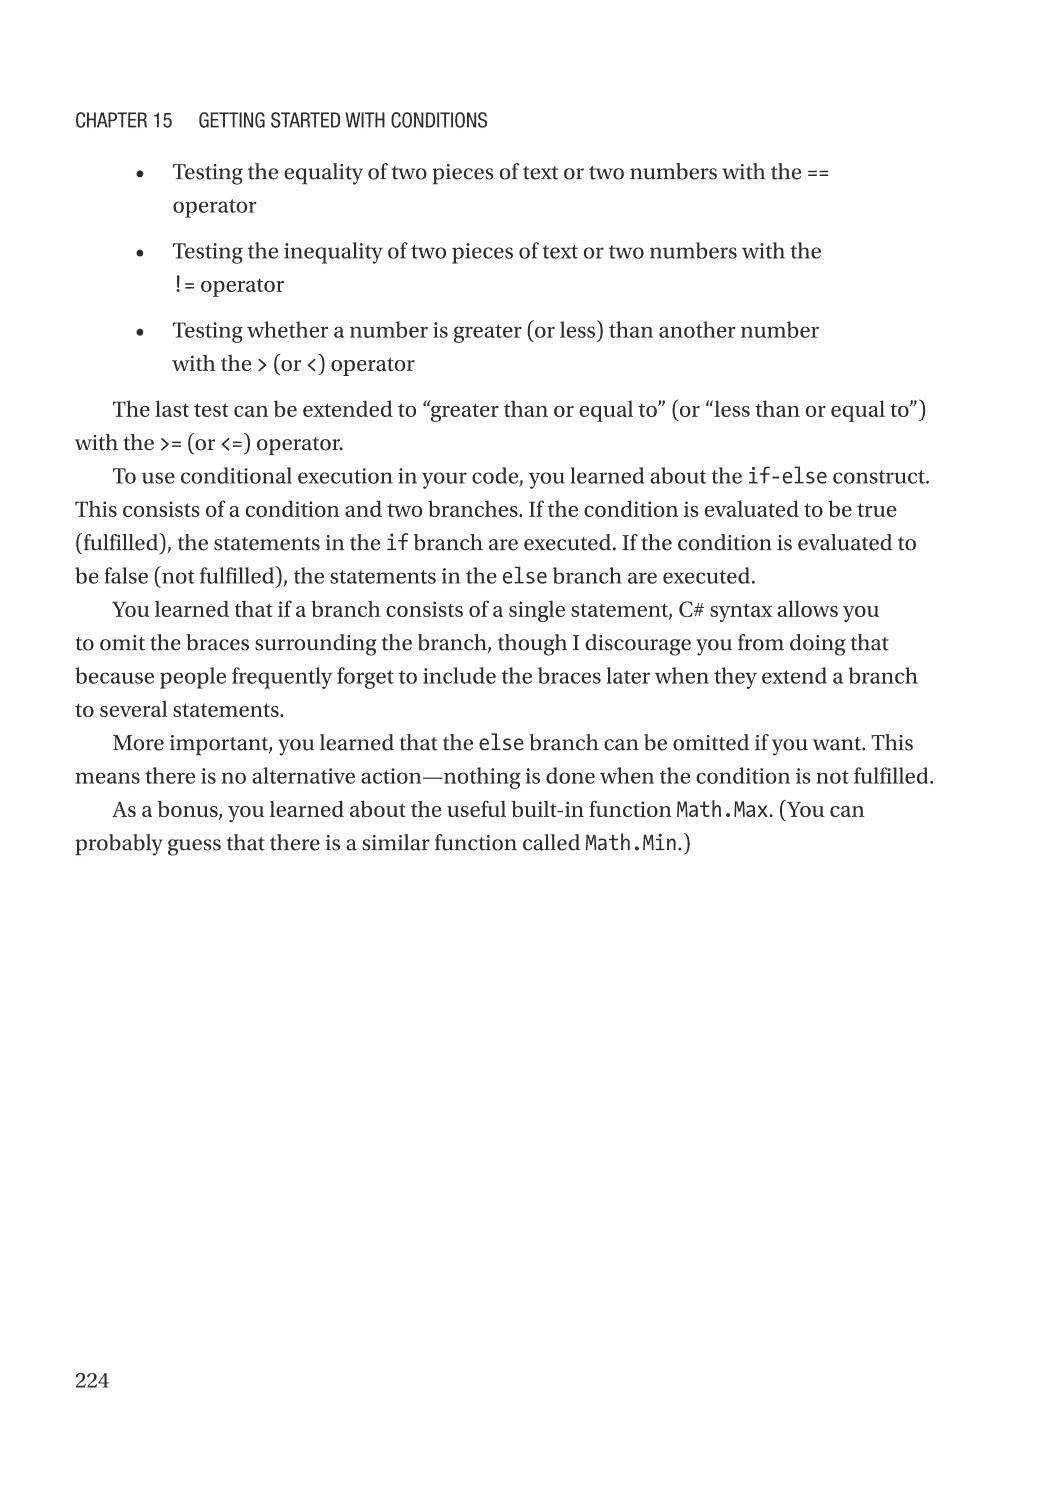 CHAPTER 15 GETTING STARTED WITH CONDITIONS
• Testing the equality of two pieces of text or two numbers with the ==
operator
• Testing the inequality of two pieces of text or two numbers with the
!= operator
• Testing whether a number is greater (or less) than another number
with the > (or <) operator
The last test can be extended to “greater than or equal to” (or “less than or equal to”)
with the >= (or <=) operator.
To use conditional execution in your code, you learned about the if-else construct.
This consists of a condition and two branches. If the condition is evaluated to be true
(fulfilled), the statements in the if branch are executed. If the condition is evaluated to
be false (not fulfilled), the statements in the else branch are executed.
You learned that if a branch consists of a single statement, C# syntax allows you
to omit the braces surrounding the branch, though I discourage you from doing that
because people frequently forget to include the braces later when they extend a branch
to several statements.
More important, you learned that the else branch can be omitted if you want. This
means there is no alternative action—nothing is done when the condition is not fulfilled.
As a bonus, you learned about the useful built-in function Math.Max. (You can
probably guess that there is a similar function called Math.Min.)
224